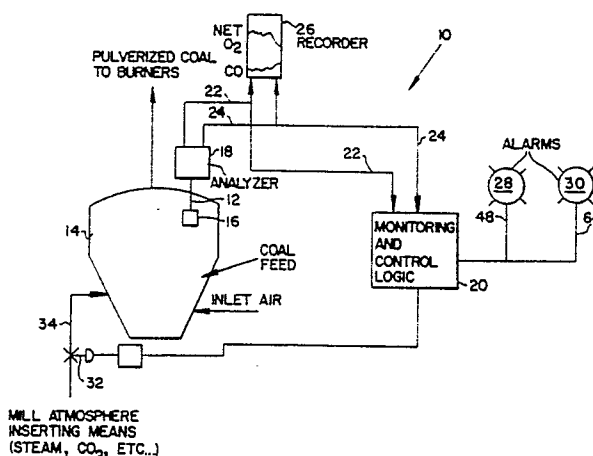 NET
O₂
CO
26
RECORDER
10
PULVERIZED COAL
TO BURNERS
22
24
18
ANALYZER
12
16
14
22
24
ALARMS
28
30
48
COAL
FEED
INLET AIR
MONITORING
AND
CONTROL
LOGIC
20
34
32
MILL ATMOSPHERE
INSERTING MEANS
(STEAM, CO₂, ETC...)